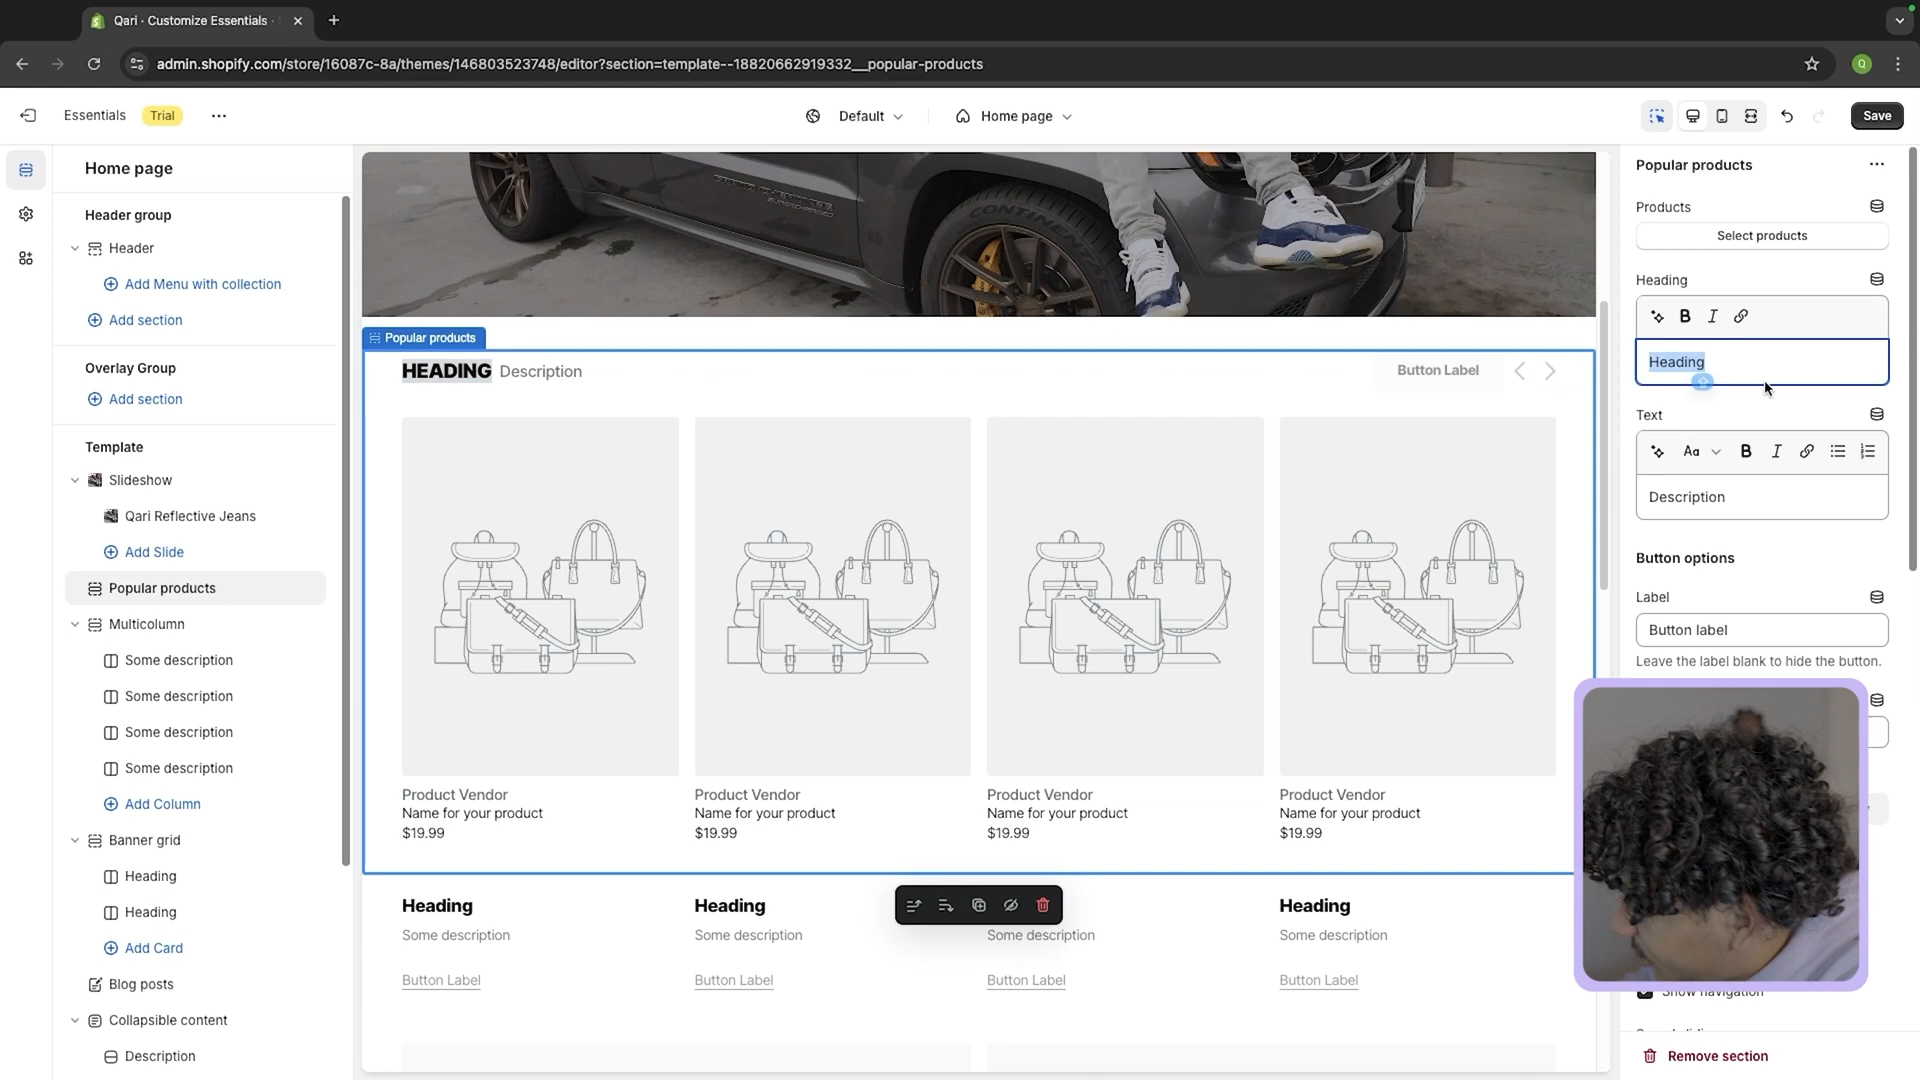 Qari · Customize Essentials ·
admin.shopify.com/store/16087c-8a/themes/146803523748/editor?section=template--18820662919332__popular-products
Q
Essentials
Trial
Default
Home page
Save
Home page
Header group
Header
Add Menu with collection
Add section
Overlay Group
Add section
Template
Slideshow
Qari Reflective Jeans
Add Slide
Popular products
Multicolumn
Some description
Some description
Some description
Some description
Add Column
Banner grid
Heading
Heading
Add Card
Blog posts
Collapsible content
Description
CONTINENTAL
SUPERCHARGED
Popular products
HEADING Description
Button Label
Product Vendor
Name for your product
$19.99
Product Vendor
Name for your product
$19.99
Product Vendor
Name for your product
$19.99
Product Vendor
Name for your product
$19.99
Heading
Some description
Button Label
Heading
Some description
Button Label
Some description
Button Label
Heading
Some description
Button Label
Popular products
Products
Select products
Heading
B I
Heading
Text
Aa B I
Description
Button options
Label
Button label
Leave the label blank to hide the button.
Show navigation
Remove section